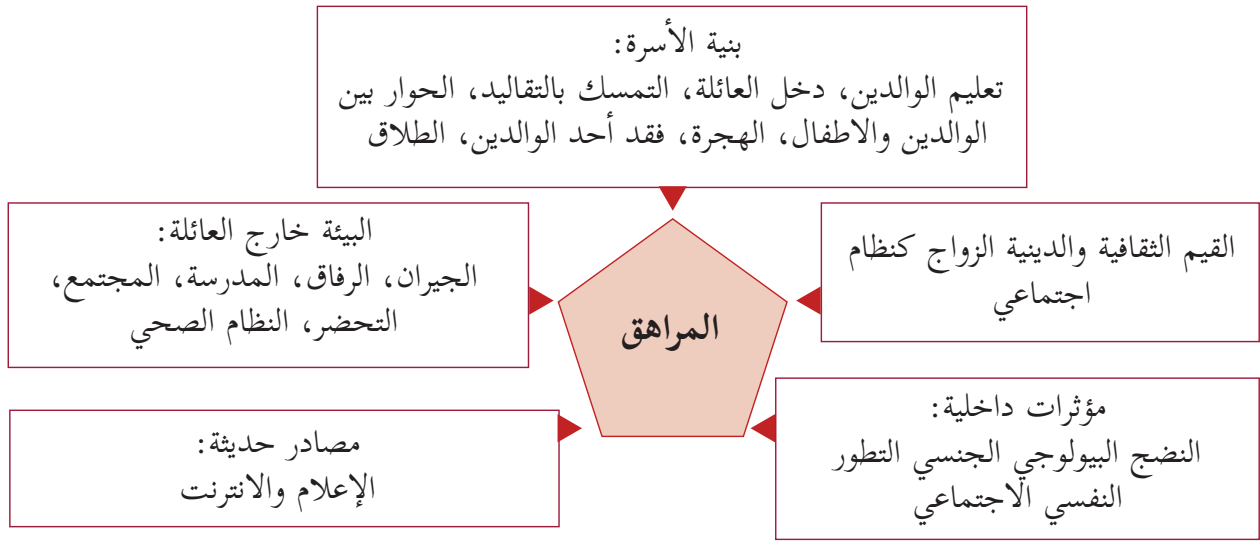 بنية الأسرة:
تعليم الوالدين، دخل العائلة، التمسك بالتقاليد، الحوار بين
الوالدين والاطفال، الهجرة، فقد أحد الوالدين، الطلاق
القيم الثقافية والدينية الزواج كنظام
اجتماعي
البيئة خارج العائلة:
الجيران، الرفاق، المدرسة، المجتمع،
التحضر، النظام الصحي
المراهق
مؤثرات داخلية:
النضج البيولوجي الجنسي التطور
النفسي الاجتماعي
مصادر حديثة:
الإعلام والانترنت